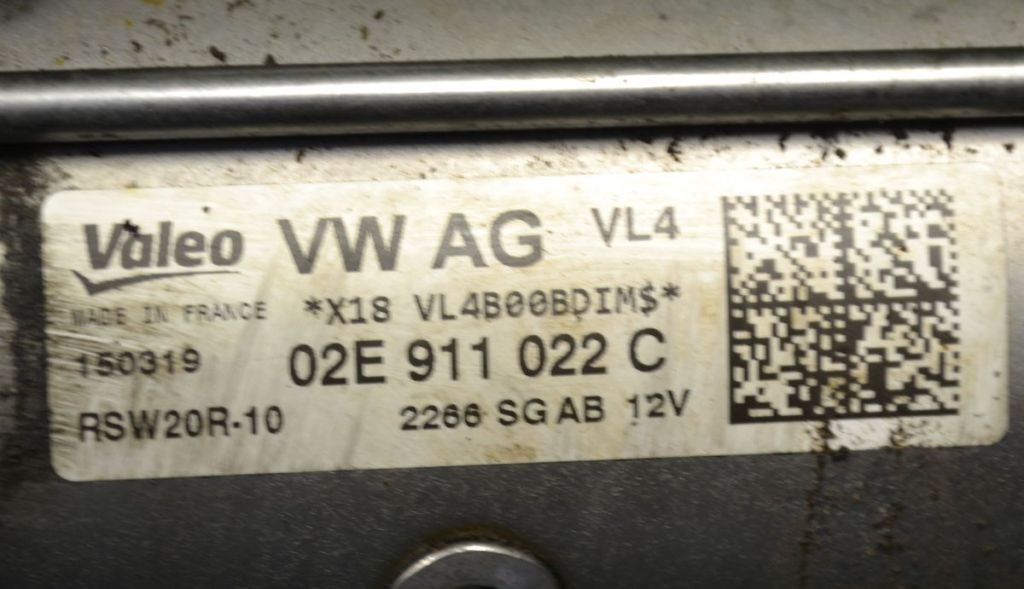 Valeo VW AG VL4
MADE IN FRANCE *X18 VL4B00BDIM$*
150319 02E 911 022 C
RSW20R-10 2266 SG AB 12V